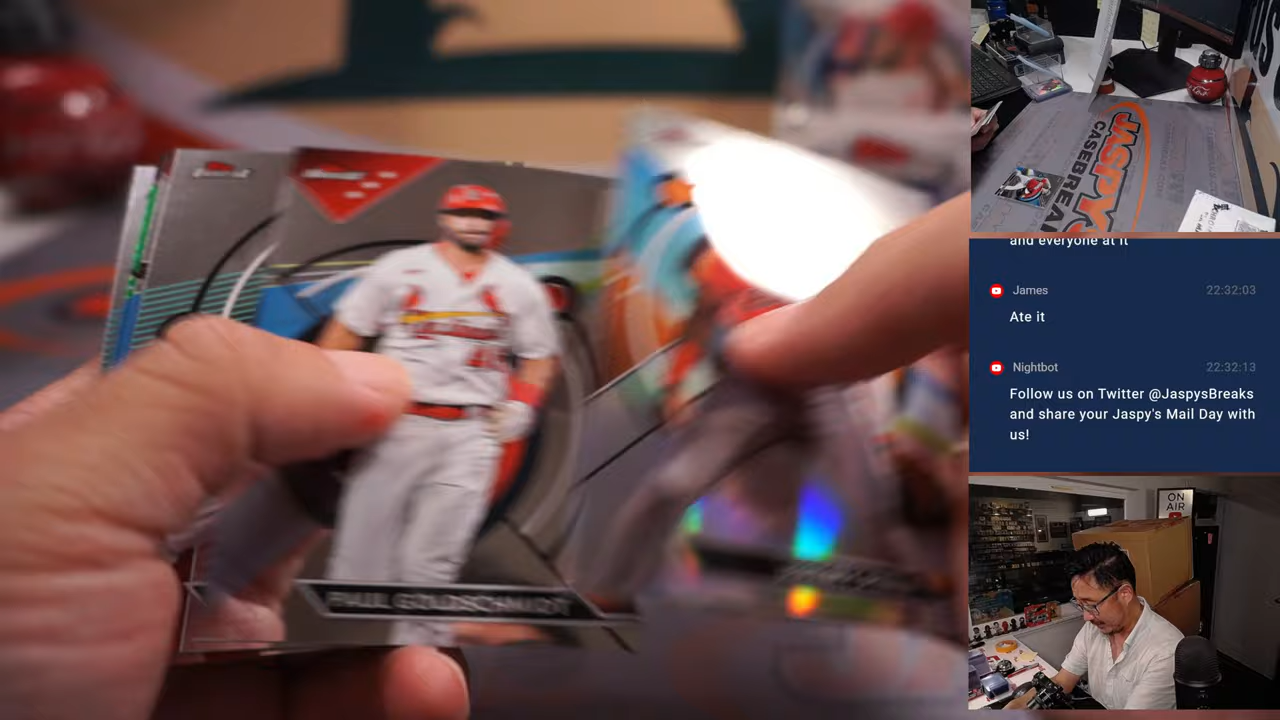 PAUL GOLDSCHMIDT
Cardinals
JASPY'S
CASEBREAKS
and everyone at it
James 22:32:03
Ate it
Nightbot 22:32:13
Follow us on Twitter @JaspysBreaks
and share your Jaspy's Mail Day with
us!
ON
AIR